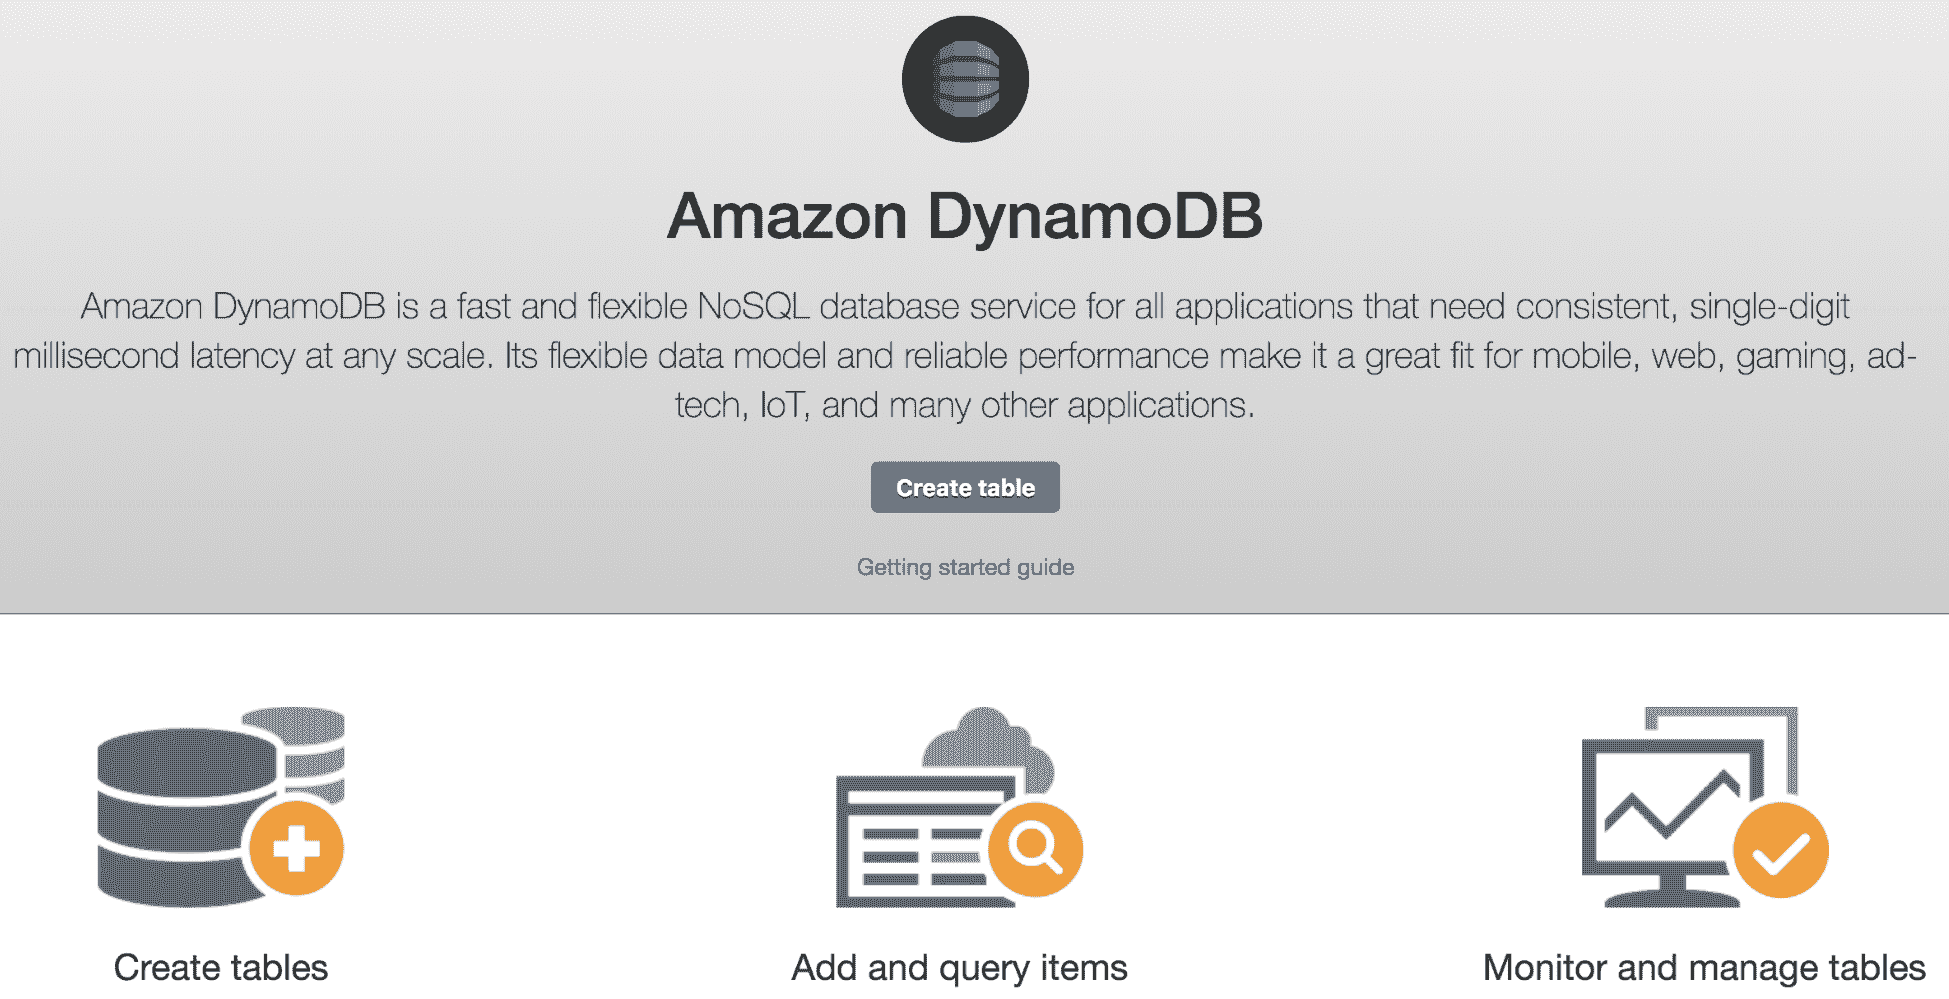 Amazon DynamoDB
Amazon DynamoDB is a fast and flexible NoSQL database service for all applications that need consistent, single-digit
millisecond latency at any scale. Its flexible data model and reliable performance make it a great fit for mobile, web, gaming, ad-
tech, IoT, and many other applications.
Create table
Getting started guide
Create tables
Add and query items
Monitor and manage tables